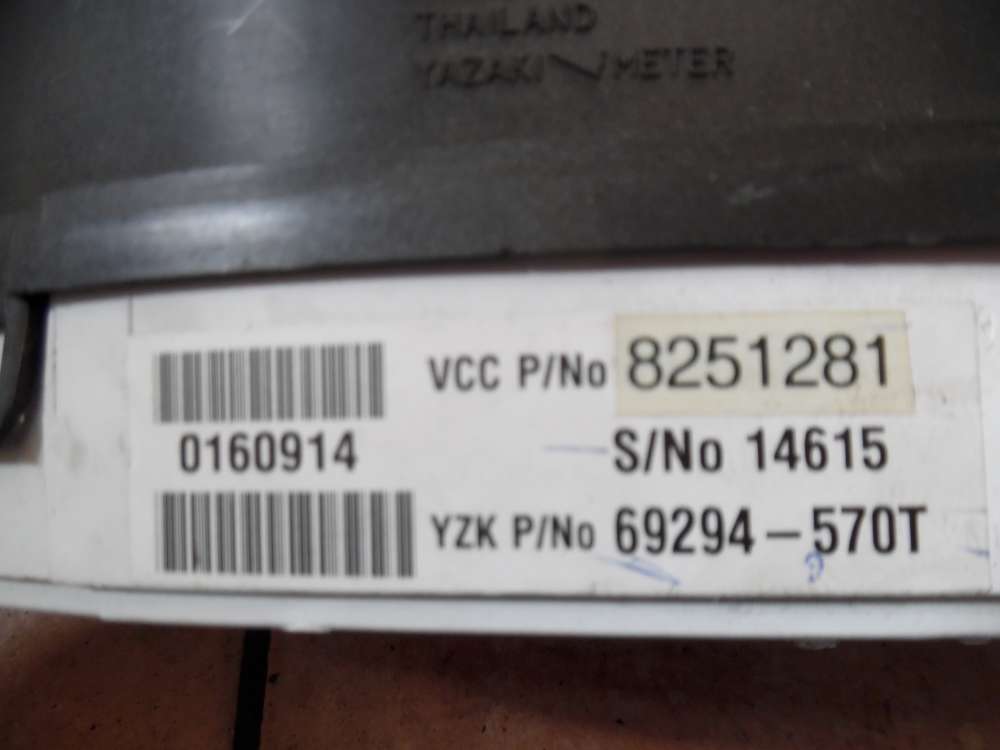 THAILAND
YAZAKI METER
VCC P/No 8251281
0160914
S/No 14615
YZK P/No 69294-570T